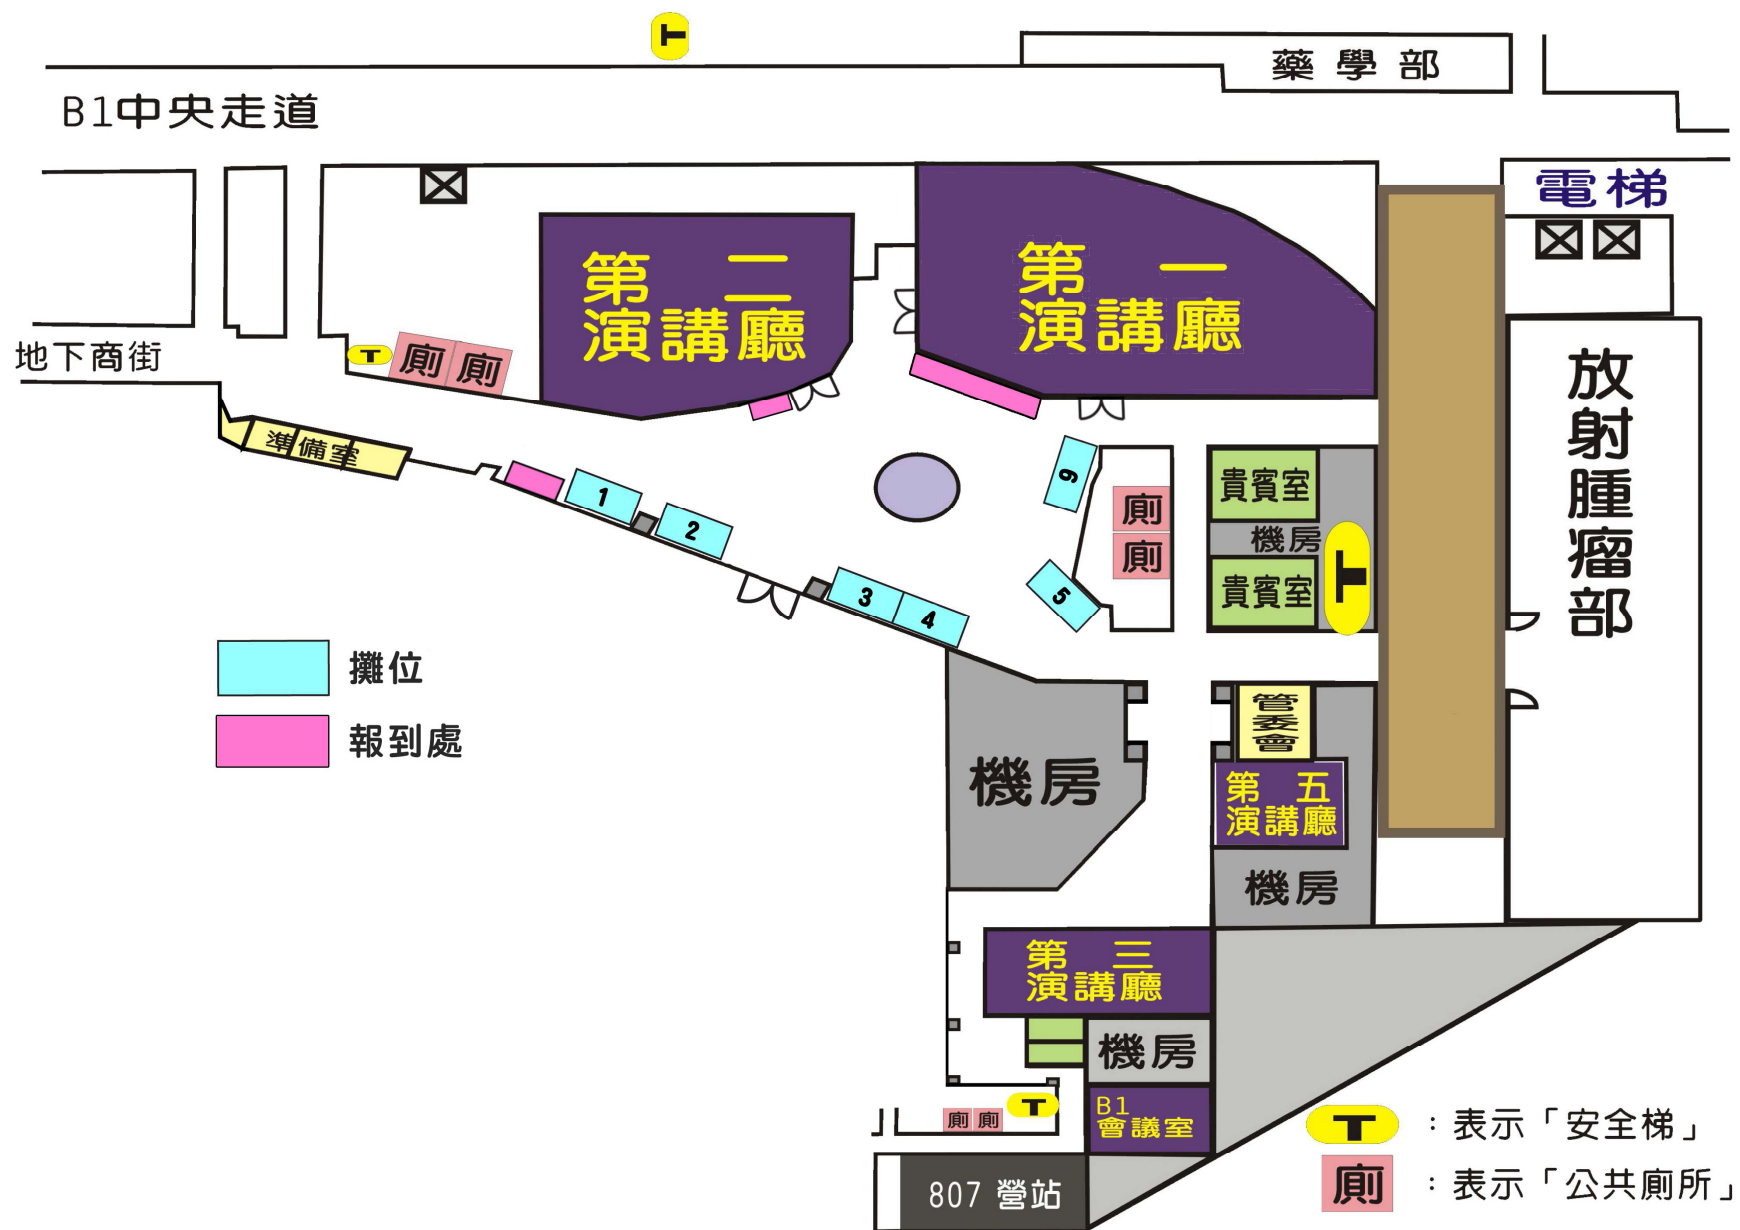 T
藥學部
B1中央走道
電梯
第二
演講廳
第一
演講廳
地下商街
T
廁廁
準備室
放射腫瘤部
1
2
3
4
5
6
廁
廁
貴賓室
機房
貴賓室
T
攤位
報到處
機房
管委會
第五
演講廳
機房
第三
演講廳
機房
T
廁廁
B1
會議室
807 營站
T：表示「安全梯」
廁：表示「公共廁所」